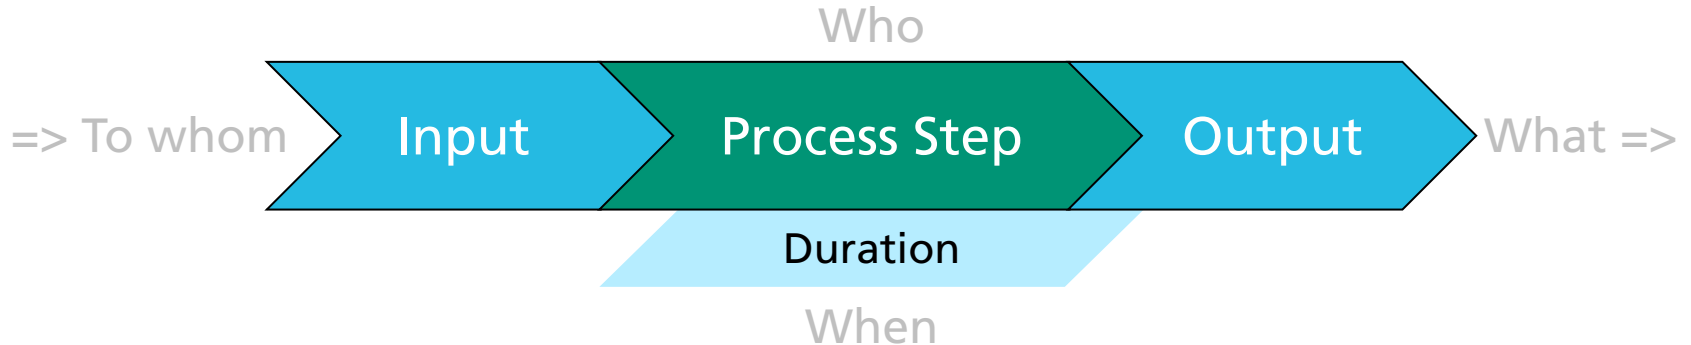 Who
=> To whom
Input
Process Step
Output
What =>
Duration
When